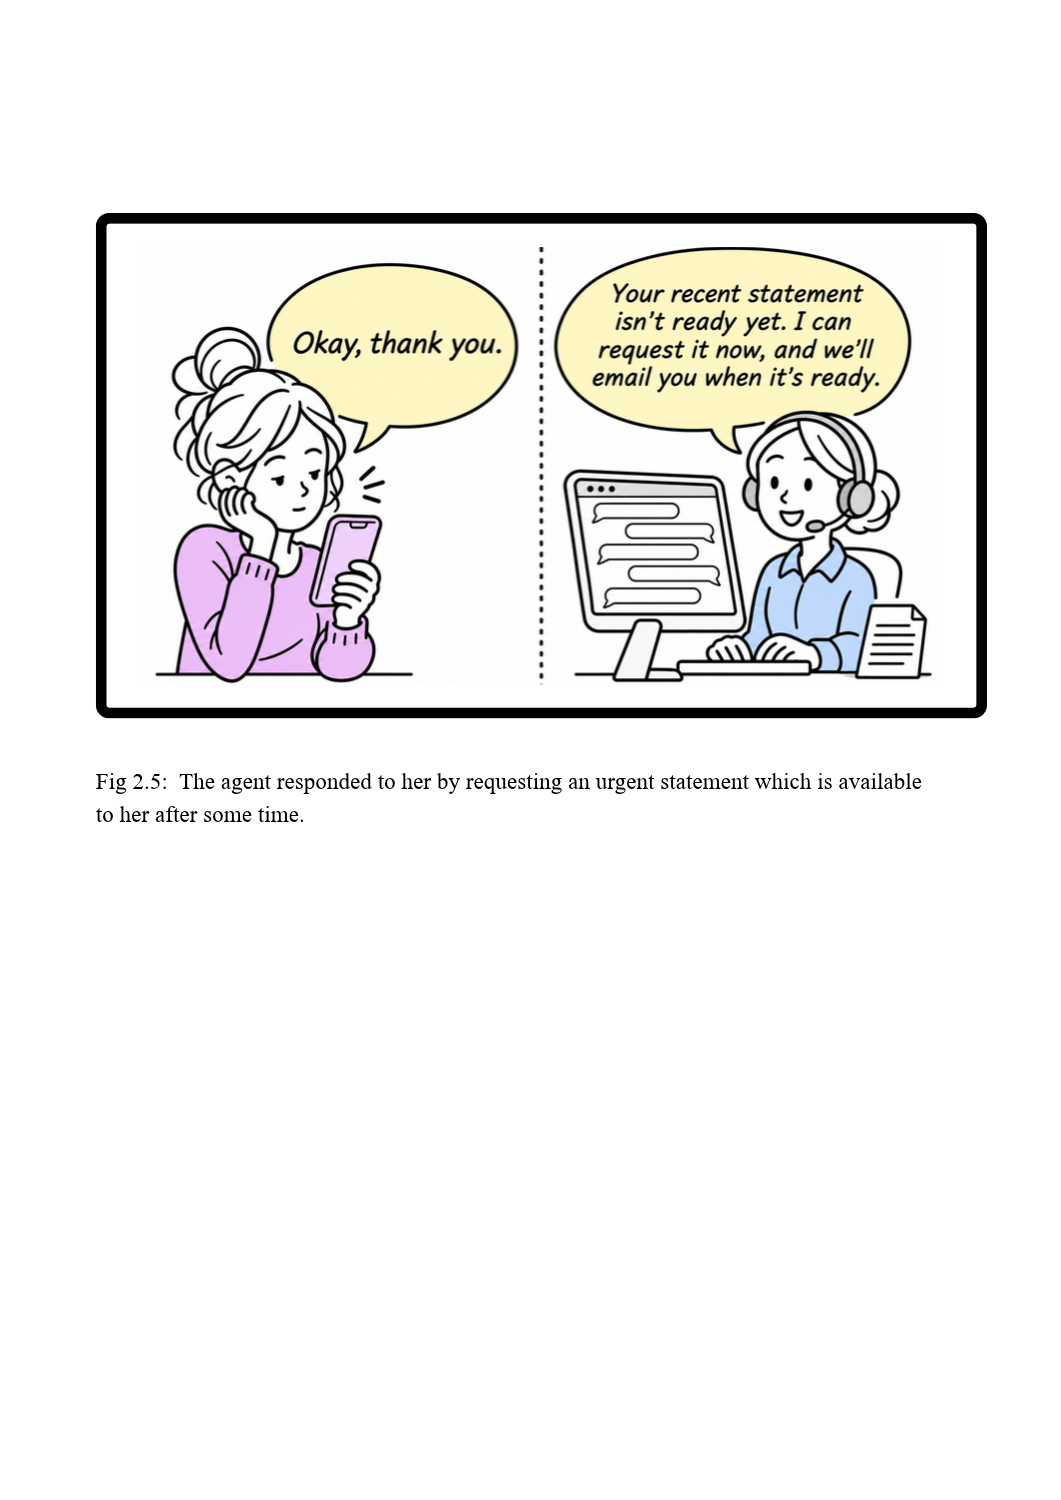 Okay, thank you.
Your recent statement
isn't ready yet. I can
request it now, and we'll
email you when it's ready.
Fig 2.5:  The agent responded to her by requesting an urgent statement which is available
to her after some time.